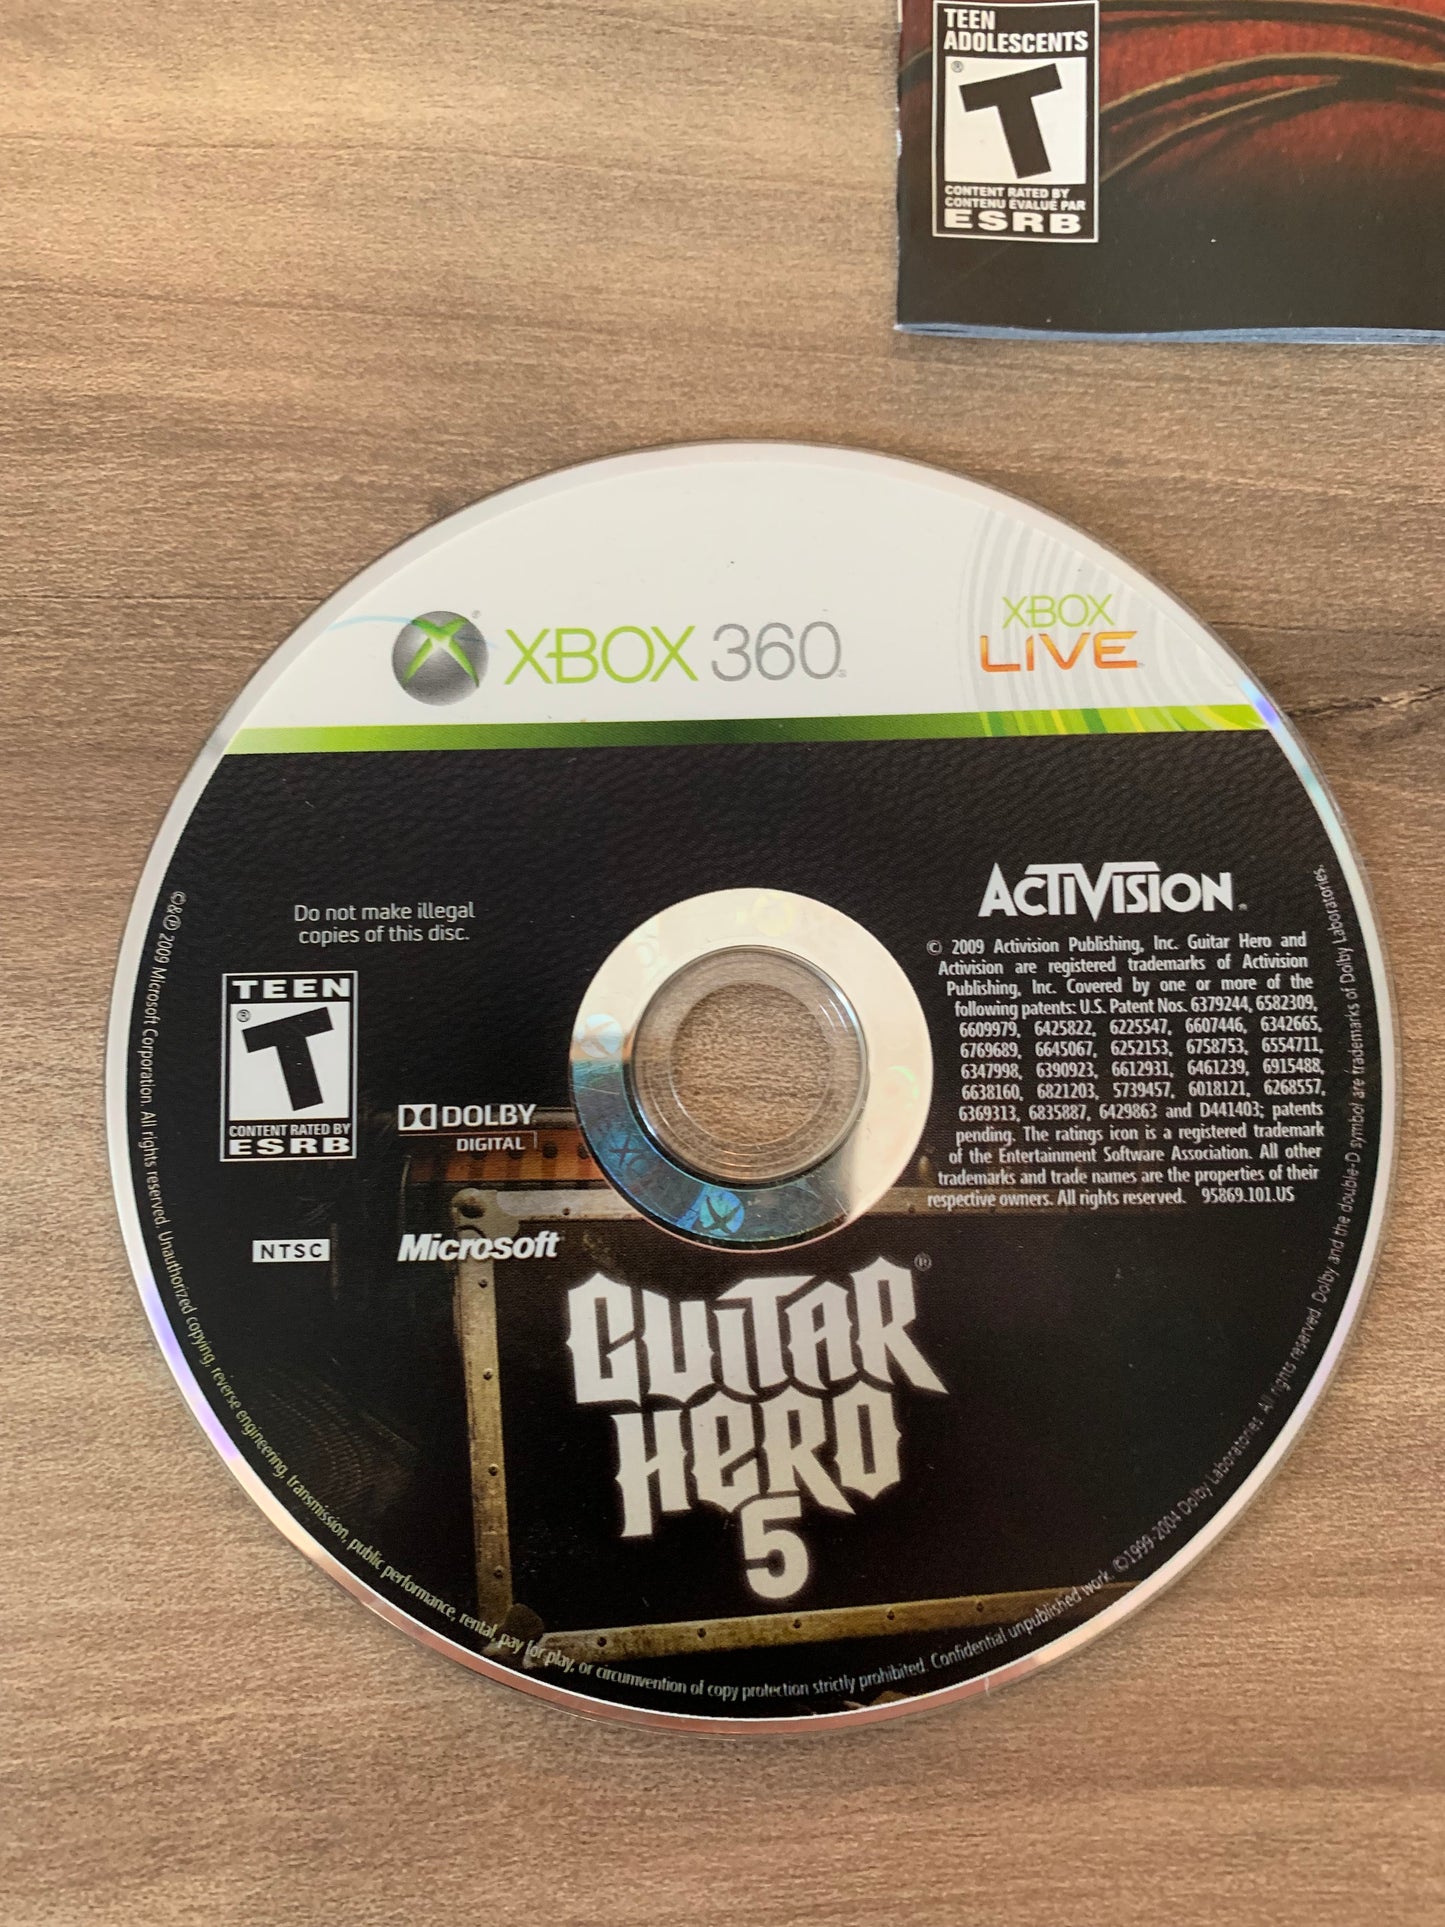 TEEN
ADOLESCENTS
®
T
CONTENT RATED BY
CONTENU ÉVALUÉ PAR
ESRB
® XBOX 360®
XBOX
LIVE™
Do not make illegal
copies of this disc.
TEEN
®
T
CONTENT RATED BY
ESRB
DOLBY
DIGITAL
NTSC
Microsoft
ACTIVISION
© 2009 Activision Publishing, Inc. Guitar Hero and
Activision are registered trademarks of Activision
Publishing, Inc. Covered by one or more of the
following patents: U.S. Patent Nos. 6379244, 6582309,
6609979, 6425822, 6225547, 6607446, 6342665,
6769689, 6645067, 6252153, 6758753, 6554711,
6347998, 6390923, 6612931, 6461239, 6915488,
6638160, 6821203, 5739457, 6018121, 6268557,
6369313, 6835887, 6429863 and D441403; patents
pending. The ratings icon is a registered trademark
of the Entertainment Software Association. All other
trademarks and trade names are the properties of their
respective owners. All rights reserved. 95869.101.US
GUITAR®
HERO
5
©&℗ 2009 Microsoft Corporation. All rights reserved. Unauthorized copying, reverse engineering, transmission, public performance, rental, pay for play, or circumvention of copy protection strictly prohibited. Confidential unpublished work. ©1999-2004 Dolby Laboratories. All rights reserved. Dolby and the double-D symbol are trademarks of Dolby Laboratories.